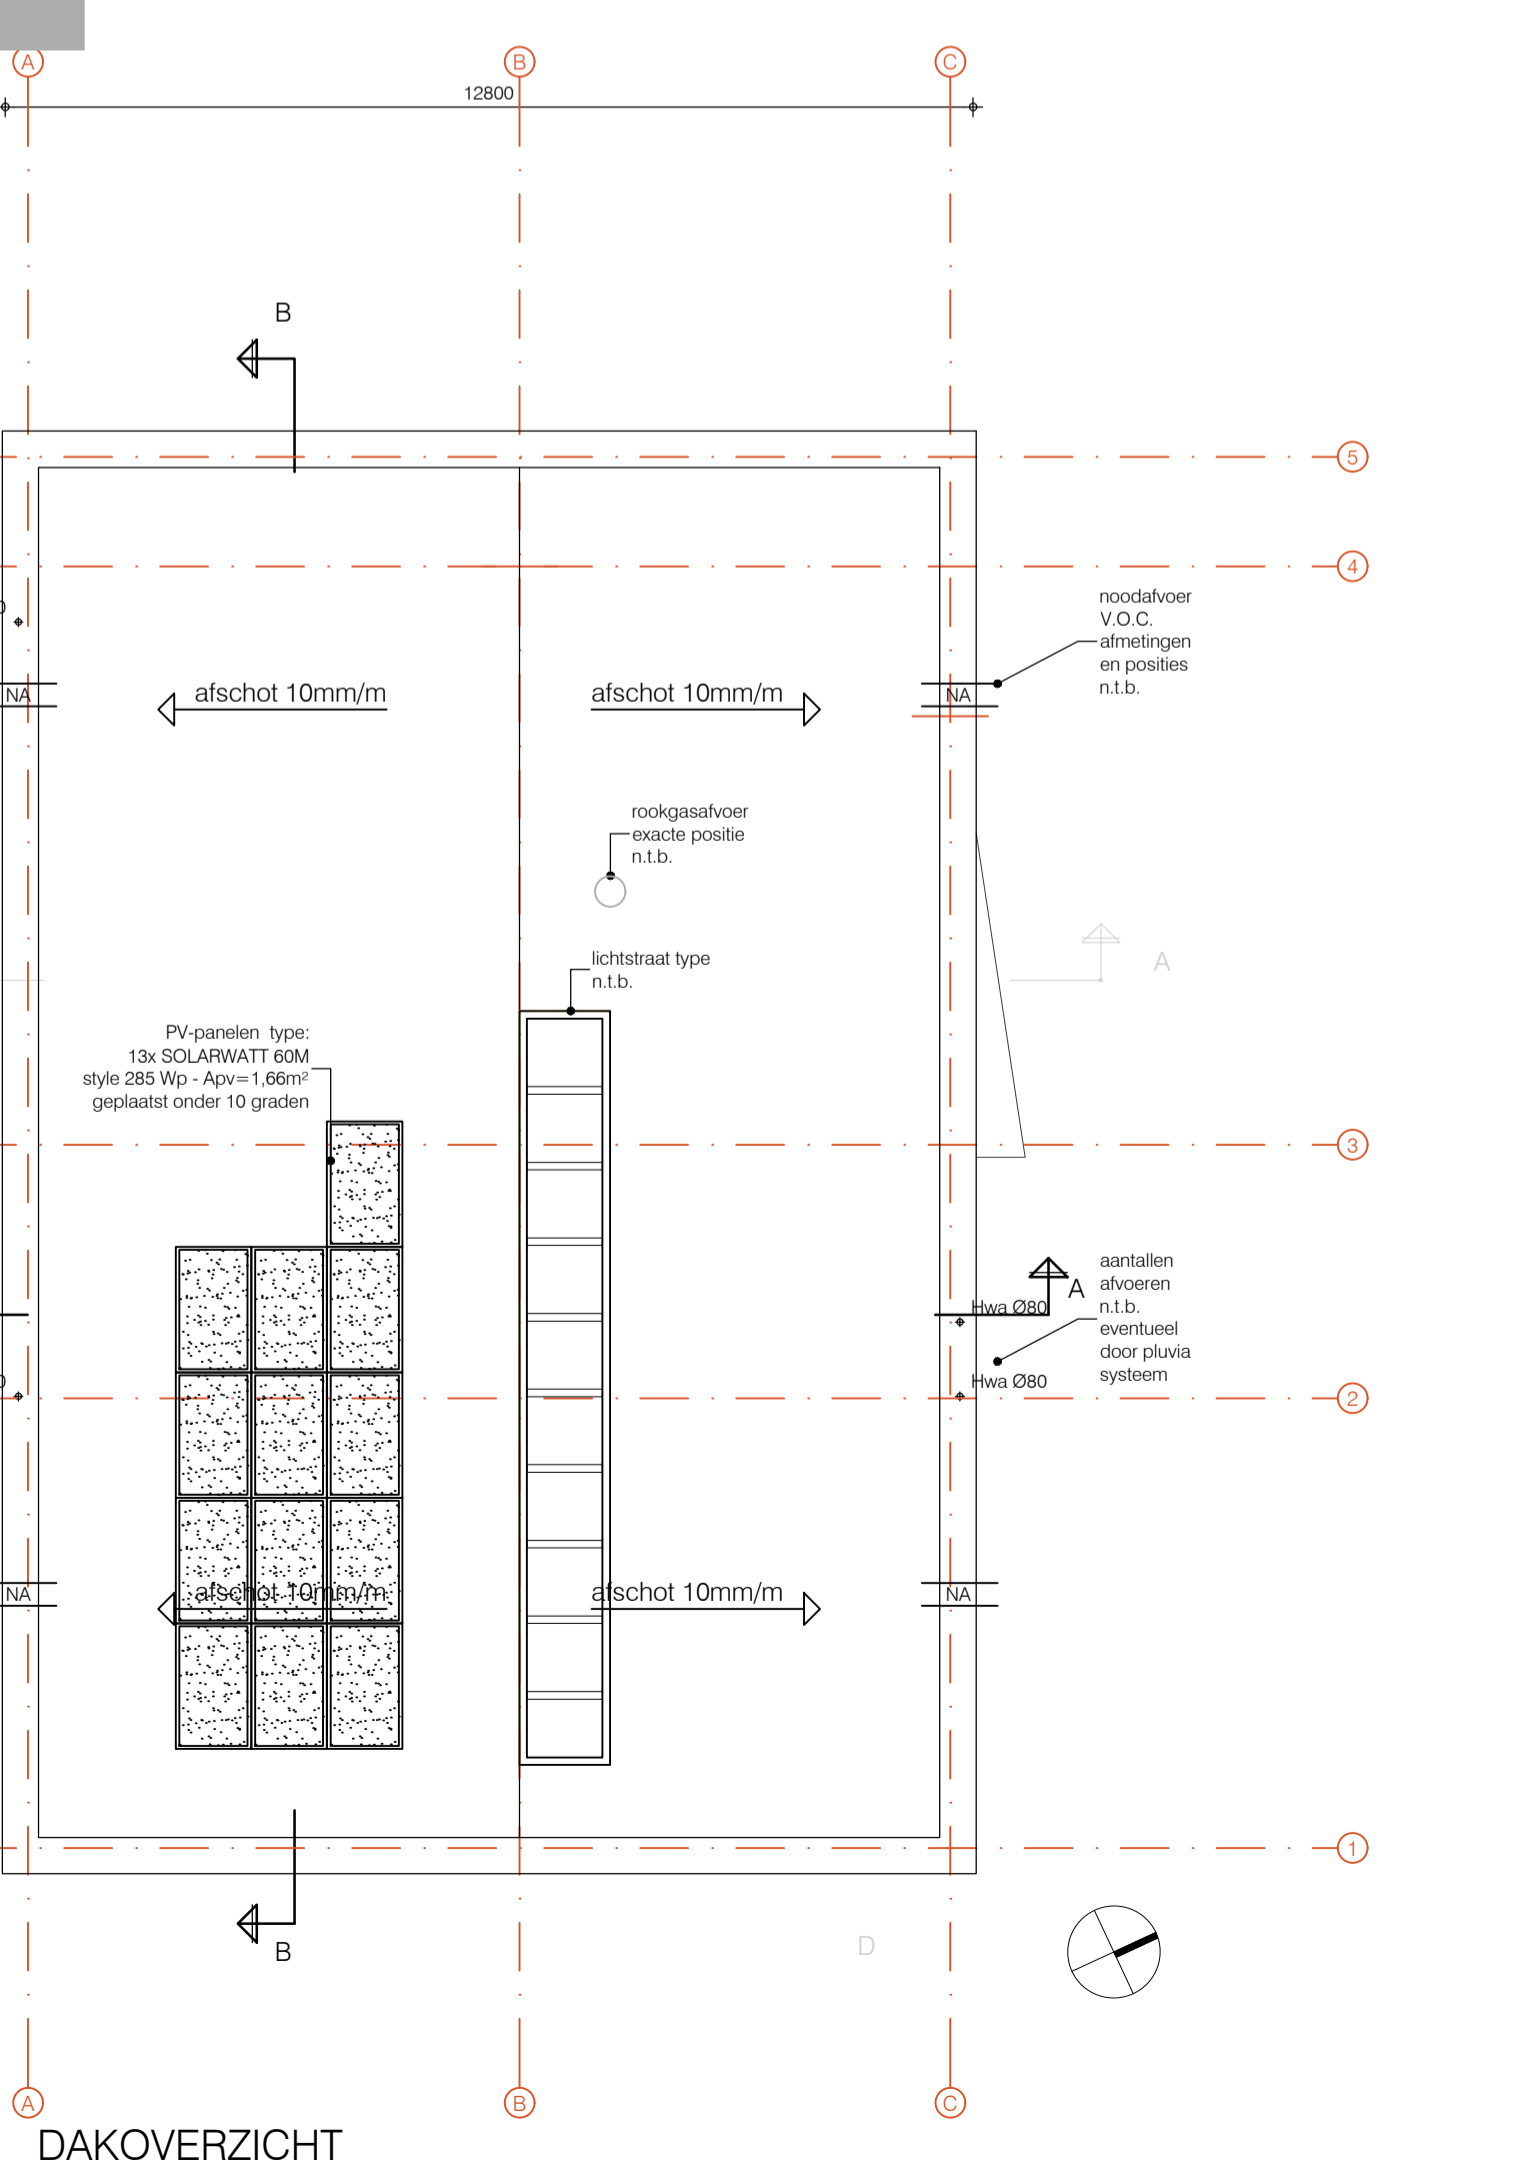 A
B
C
12800
B
5
4
noodafvoer
V.O.C.
afmetingen
en posities
n.t.b.
NA
afschot 10mm/m
afschot 10mm/m
NA
rookgasafvoer
exacte positie
n.t.b.
lichtstraat type
n.t.b.
A
PV-panelen type:
13x SOLARWATT 60M
style 285 Wp - Apv=1,66m²
geplaatst onder 10 graden
3
aantallen
afvoeren
n.t.b.
eventueel
door pluvia
systeem
A
Hwa Ø80
Hwa Ø80
2
NA
afschot 10mm/m
afschot 10mm/m
NA
1
B
D
A
B
C
DAKOVERZICHT